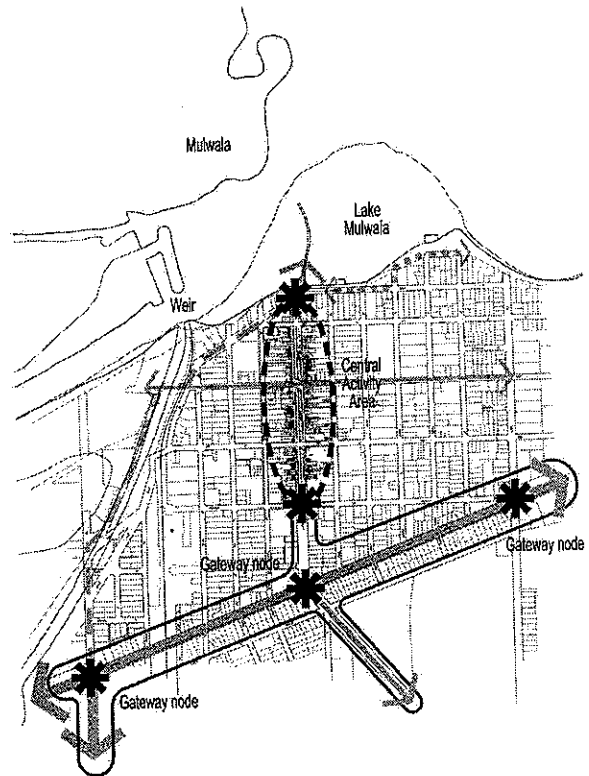 Mulwala
Lake
Mulwala
Weir
Central
Activity
Area
Gateway node
Gateway node
Gateway node